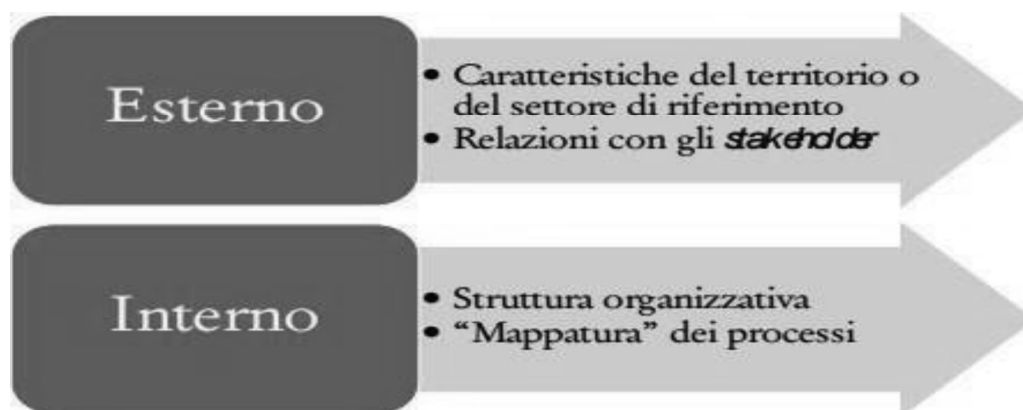 Esterno
• Caratteristiche del territorio o
del settore di riferimento
• Relazioni con gli stakeholder
Interno
• Struttura organizzativa
• “Mappatura” dei processi